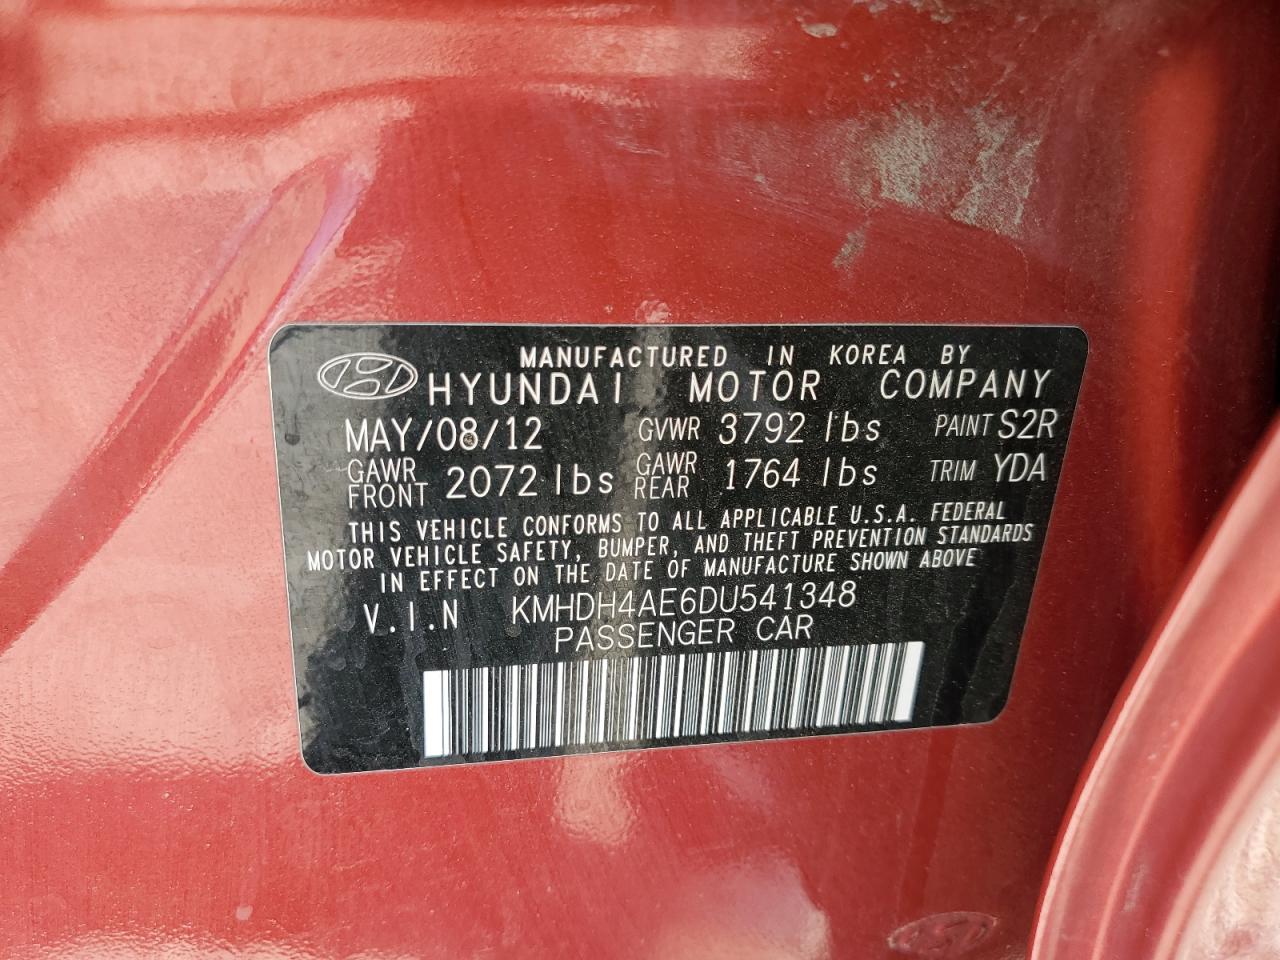 MANUFACTURED IN KOREA BY
HYUNDAI MOTOR COMPANY
MAY/08/12 GVWR 3792 lbs PAINT S2R
GAWR FRONT 2072 lbs GAWR REAR 1764 lbs TRIM YDA
THIS VEHICLE CONFORMS TO ALL APPLICABLE U.S.A. FEDERAL
MOTOR VEHICLE SAFETY, BUMPER, AND THEFT PREVENTION STANDARDS
IN EFFECT ON THE DATE OF MANUFACTURE SHOWN ABOVE
V.I.N KMHDH4AE6DU541348
PASSENGER CAR